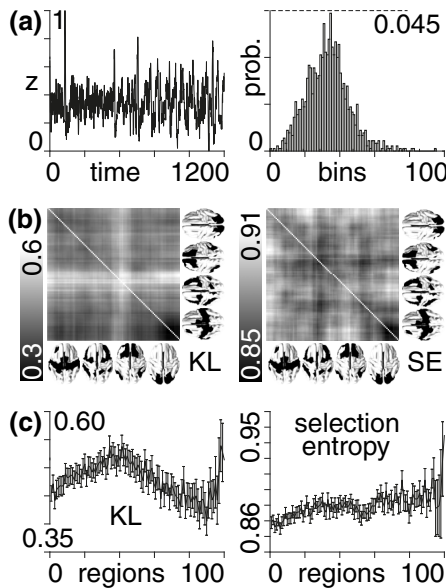 (a)
1
z
0
0 time 1200
0.045
prob.
0
0 bins 100
(b)
0.6
0.3
KL
0.91
0.85
SE
(c)
0.60
KL
0.35
0 regions 100
selection
entropy
0.95
0.86
0 regions 100